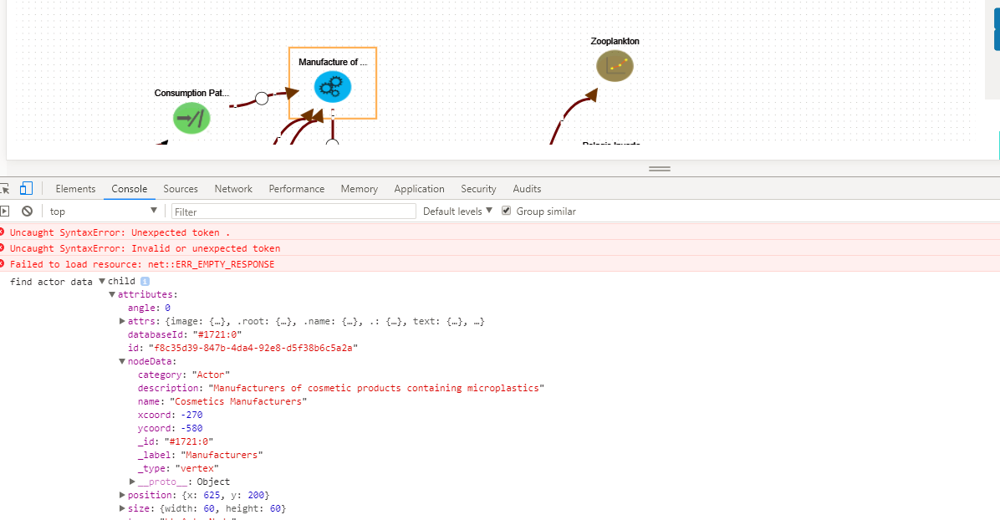 Zooplankton
Manufacture of ...
Consumption Pat...
Elements Console Sources Network Performance Memory Application Security Audits
top Filter Default levels Group similar
Uncaught SyntaxError: Unexpected token .
Uncaught SyntaxError: Invalid or unexpected token
Failed to load resource: net::ERR_EMPTY_RESPONSE
find actor data child i
attributes:
angle: 0
attrs: {image: {…}, .root: {…}, .name: {…}, .: {…}, text: {…}, …}
databaseId: "#1721:0"
id: "f8c35d39-847b-4da4-92e8-d5f38b6c5a2a"
nodeData:
category: "Actor"
description: "Manufacturers of cosmetic products containing microplastics"
name: "Cosmetics Manufacturers"
xcoord: -270
ycoord: -580
_id: "#1721:0"
_label: "Manufacturers"
_type: "vertex"
__proto__: Object
position: {x: 625, y: 200}
size: {width: 60, height: 60}